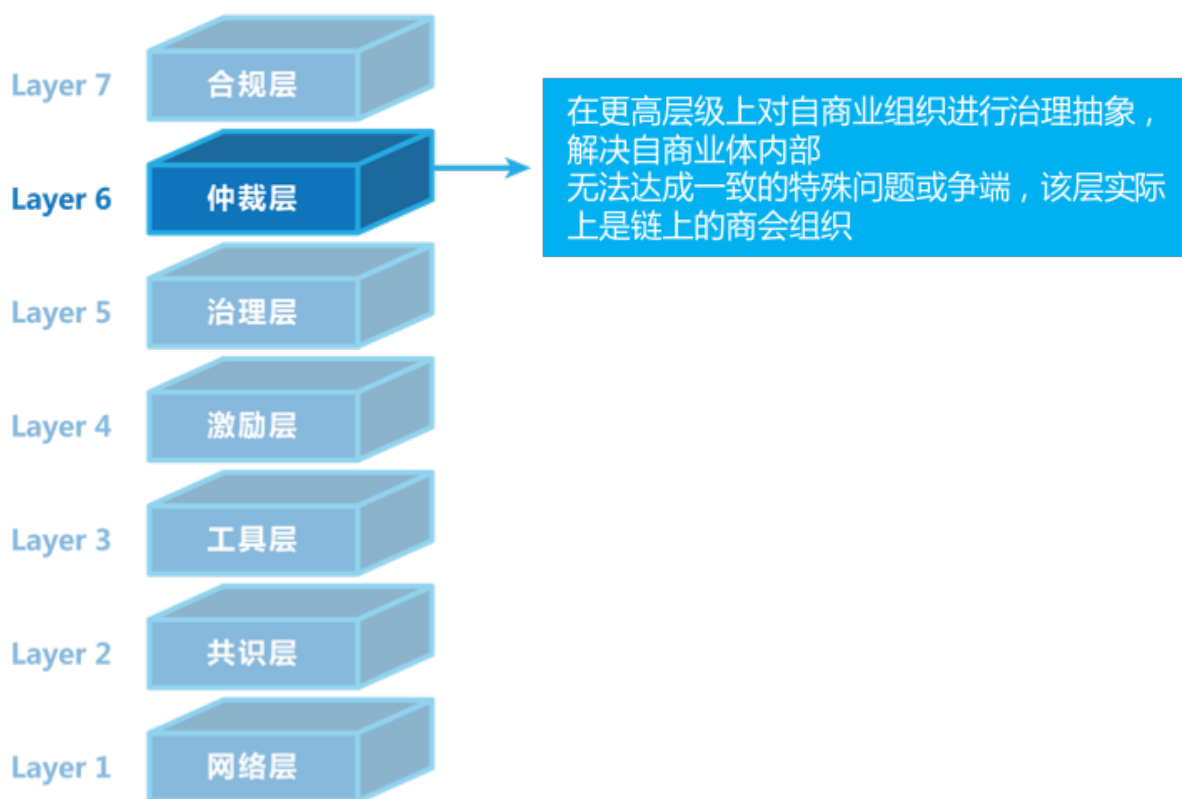 Layer 7 合规层
在更高层级上对自商业组织进行治理抽象，
解决自商业体内部
无法达成一致的特殊问题或争端，该层实际
上是链上的商会组织
Layer 6 仲裁层
Layer 5 治理层
Layer 4 激励层
Layer 3 工具层
Layer 2 共识层
Layer 1 网络层